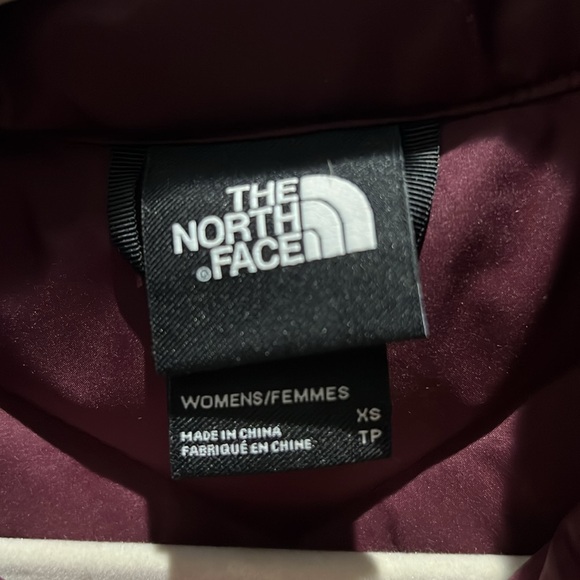 THE
NORTH
®FACE
WOMENS/FEMMES
XS
MADE IN CHINA
TP
FABRIQUÉ EN CHINE